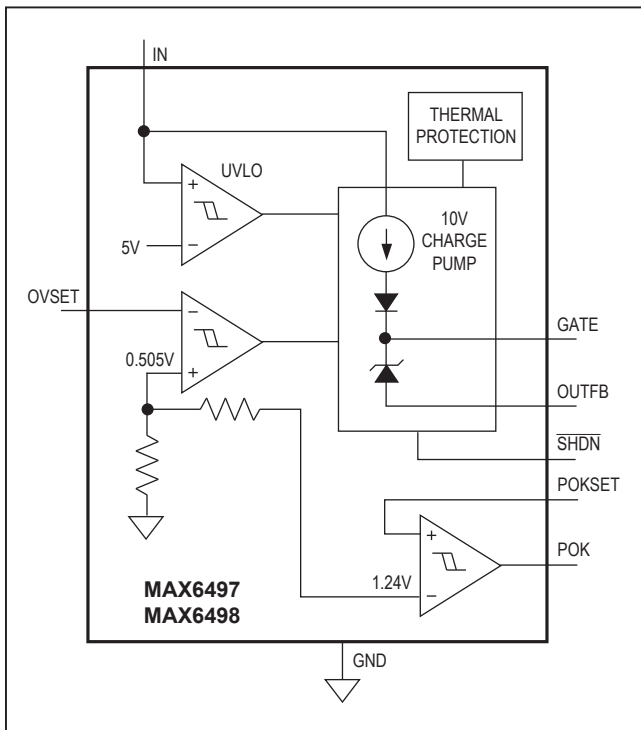 IN
THERMAL
PROTECTION
UVLO
+
−
5V
10V
CHARGE
PUMP
OVSET
−
+
0.505V
GATE
OUTFB
SHDN
POKSET
+
−
1.24V
POK
MAX6497
MAX6498
GND